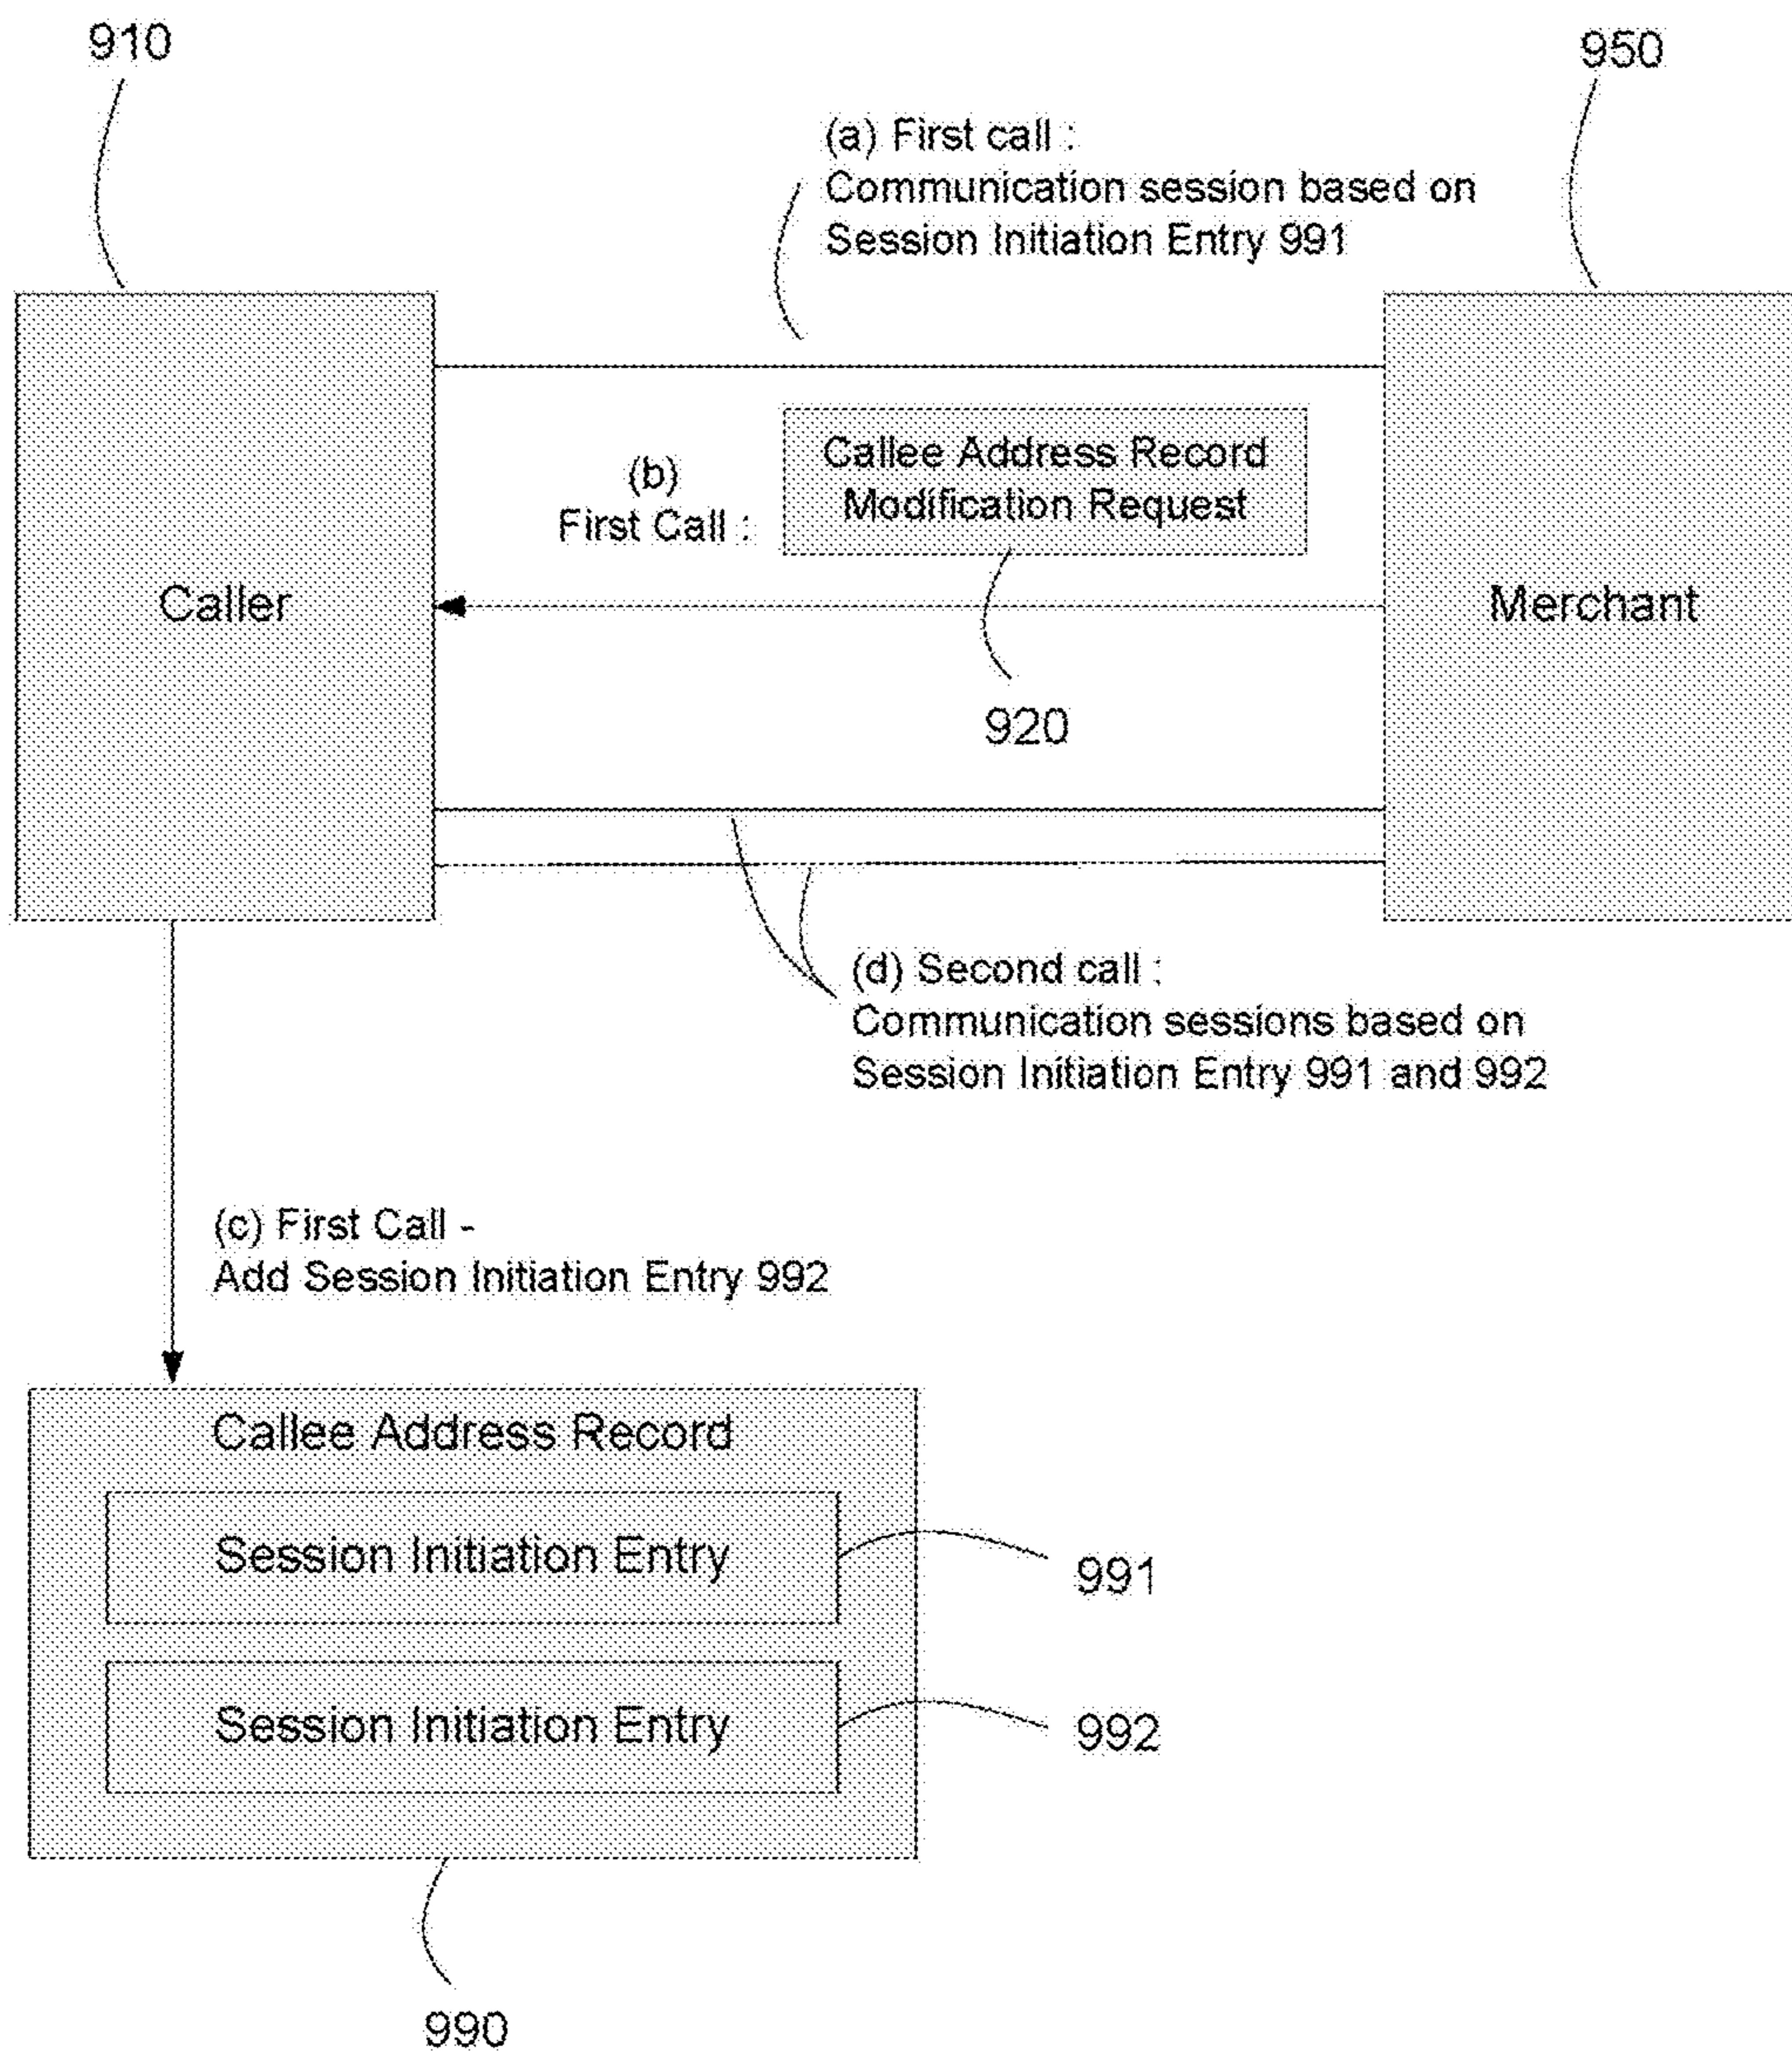 910
950
(a) First call :
Communication session based on
Session Initiation Entry 991
Callee Address Record
Modification Request
(b)
First Call :
Caller
Merchant
920
(d) Second call :
Communication sessions based on
Session Initiation Entry 991 and 992
(c) First Call -
Add Session Initiation Entry 992
Callee Address Record
Session Initiation Entry
991
Session Initiation Entry
992
990